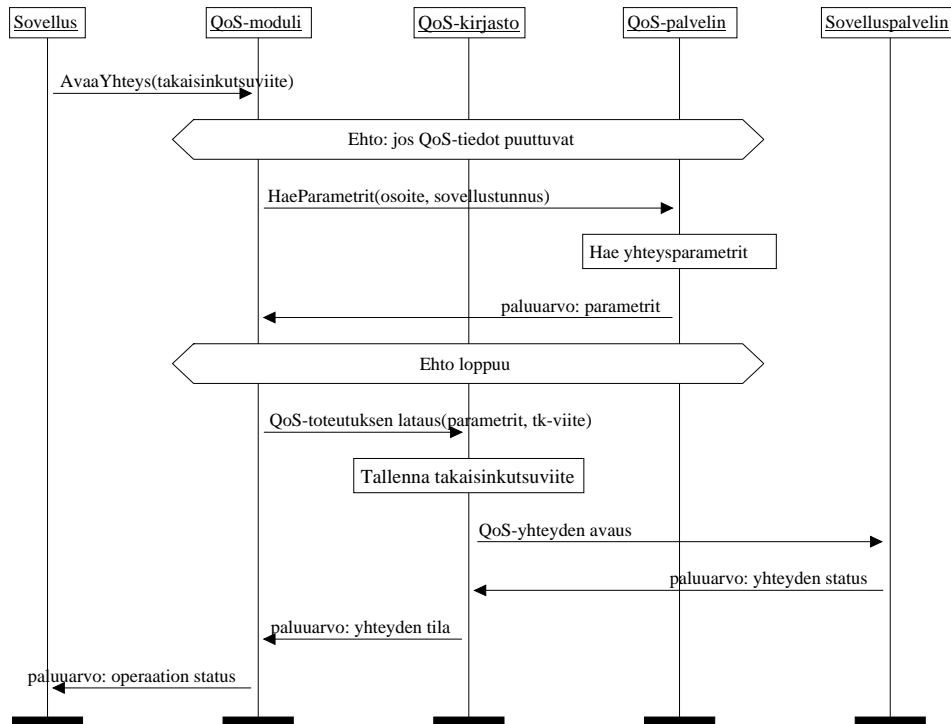 Sovellus
QoS-moduli
QoS-kirjasto
QoS-palvelin
Sovelluspalvelin
AvaaYhteys(takaisinkutsuviite)
Ehto: jos QoS-tiedot puuttuvat
HaeParametrit(osoite, sovellustunnus)
Hae yhteysparametrit
paluuarvo: parametrit
Ehto loppuu
QoS-toteutuksen lataus(parametrit, tk-viite)
Tallenna takaisinkutsuviite
QoS-yhteyden avaus
paluuarvo: yhteyden status
paluuarvo: yhteyden tila
paluuarvo: operaation status